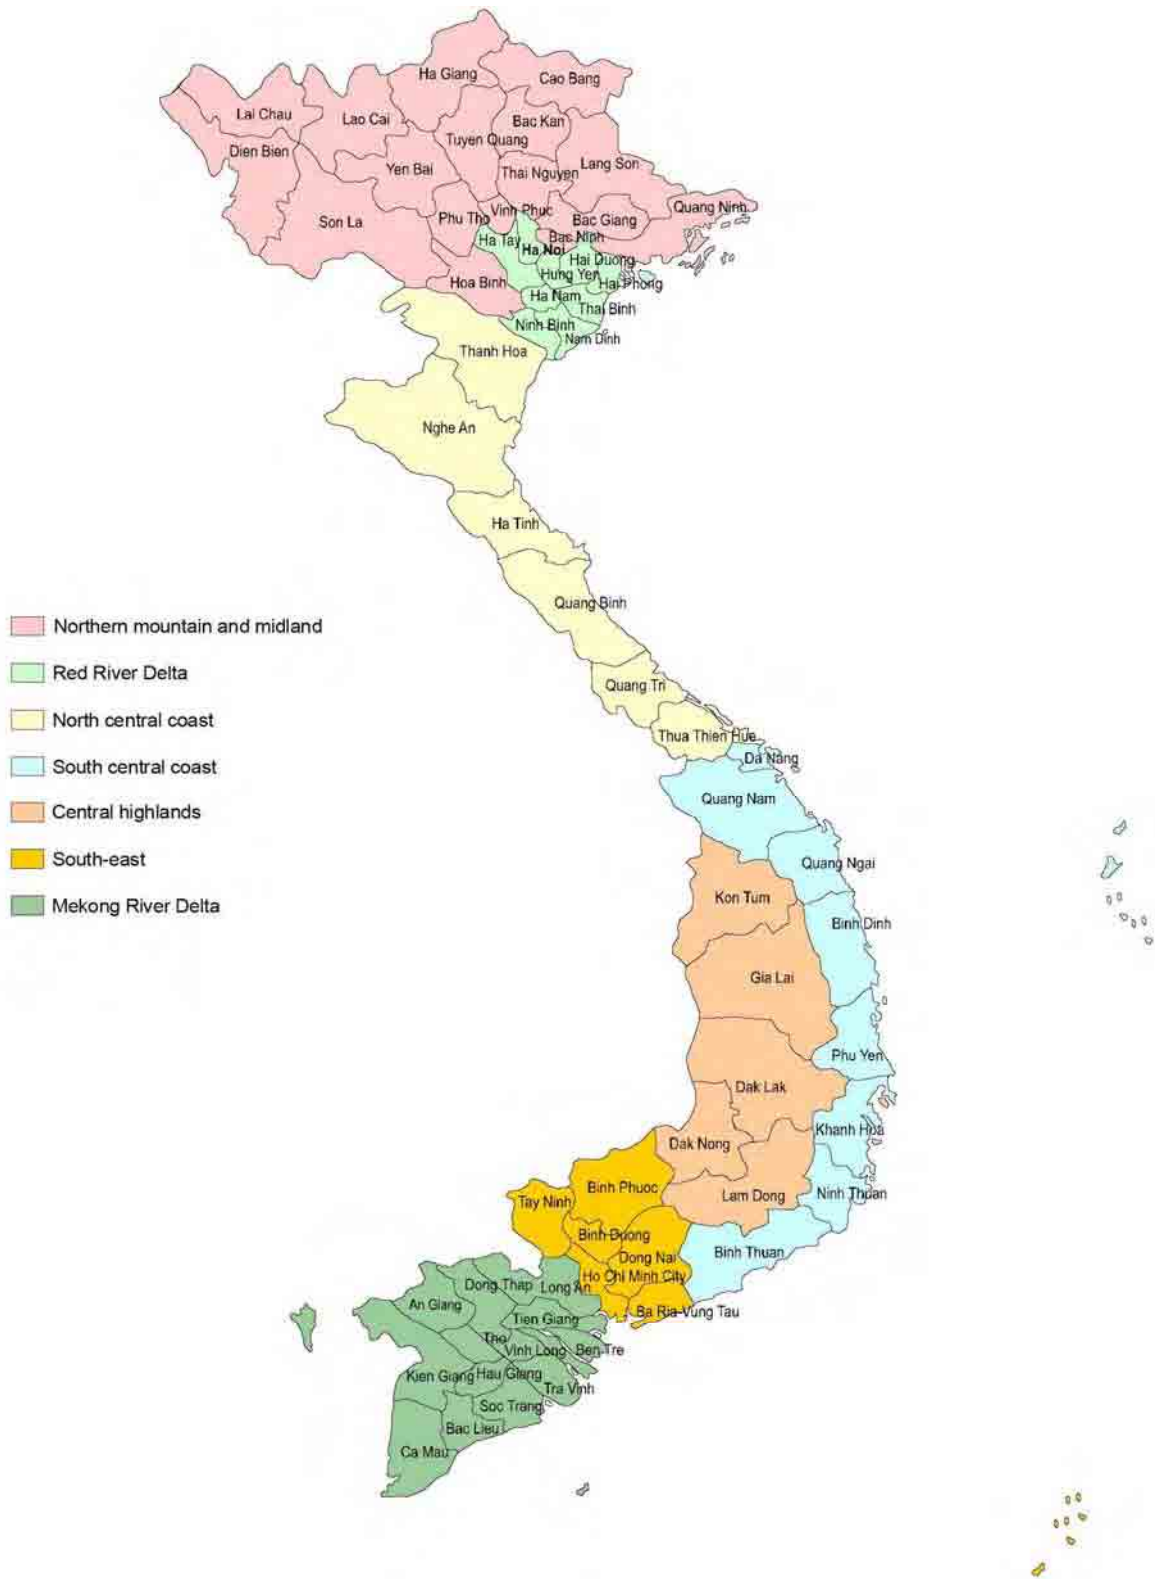 Ha Giang
Cao Bang
Lai Chau
Lao Cai
Bac Kan
Tuyen Quang
Dien Bien
Yen Bai
Lang Son
Thai Nguyen
Son La
Phu Tho
Vinh Phuc
Bac Giang
Quang Ninh
Ha Tay
Bac Ninh
Ha Noi
Hai Duong
Hung Yen
Hoa Binh
Hai Phong
Ha Nam
Thai Binh
Ninh Binh
Nam Dinh
Thanh Hoa
Nghe An
Ha Tinh
Quang Binh
Northern mountain and midland
Red River Delta
North central coast
South central coast
Central highlands
South-east
Mekong River Delta
Quang Tri
Thua Thien Hue
Da Nang
Quang Nam
Quang Ngai
Kon Tum
Binh Dinh
Gia Lai
Phu Yen
Dak Lak
Khanh Hoa
Dak Nong
Binh Phuoc
Lam Dong
Ninh Thuan
Tay Ninh
Binh Duong
Binh Thuan
Dong Nai
Ho Chi Minh City
Dong Thap
Long An
An Giang
Ba Ria-Vung Tau
Tien Giang
Tho
Vinh Long
Ben Tre
Kien Giang
Hau Giang
Tra Vinh
Soc Trang
Bac Lieu
Ca Mau